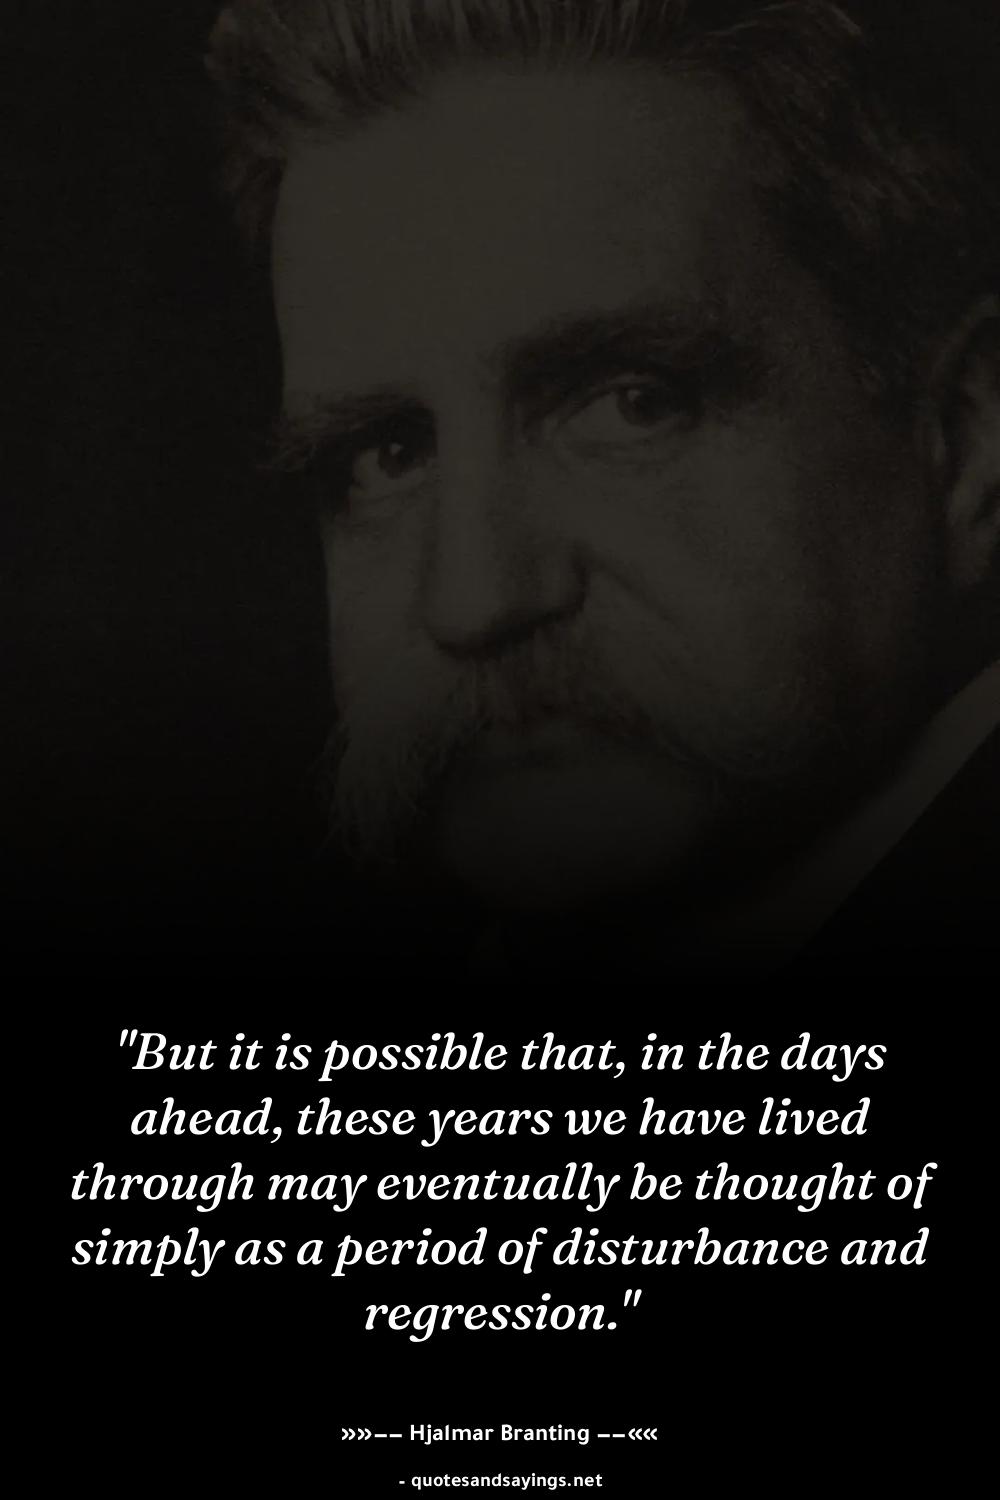 "But it is possible that, in the days
ahead, these years we have lived
through may eventually be thought of
simply as a period of disturbance and
regression."
»»–– Hjalmar Branting ––««
- quotesandsayings.net